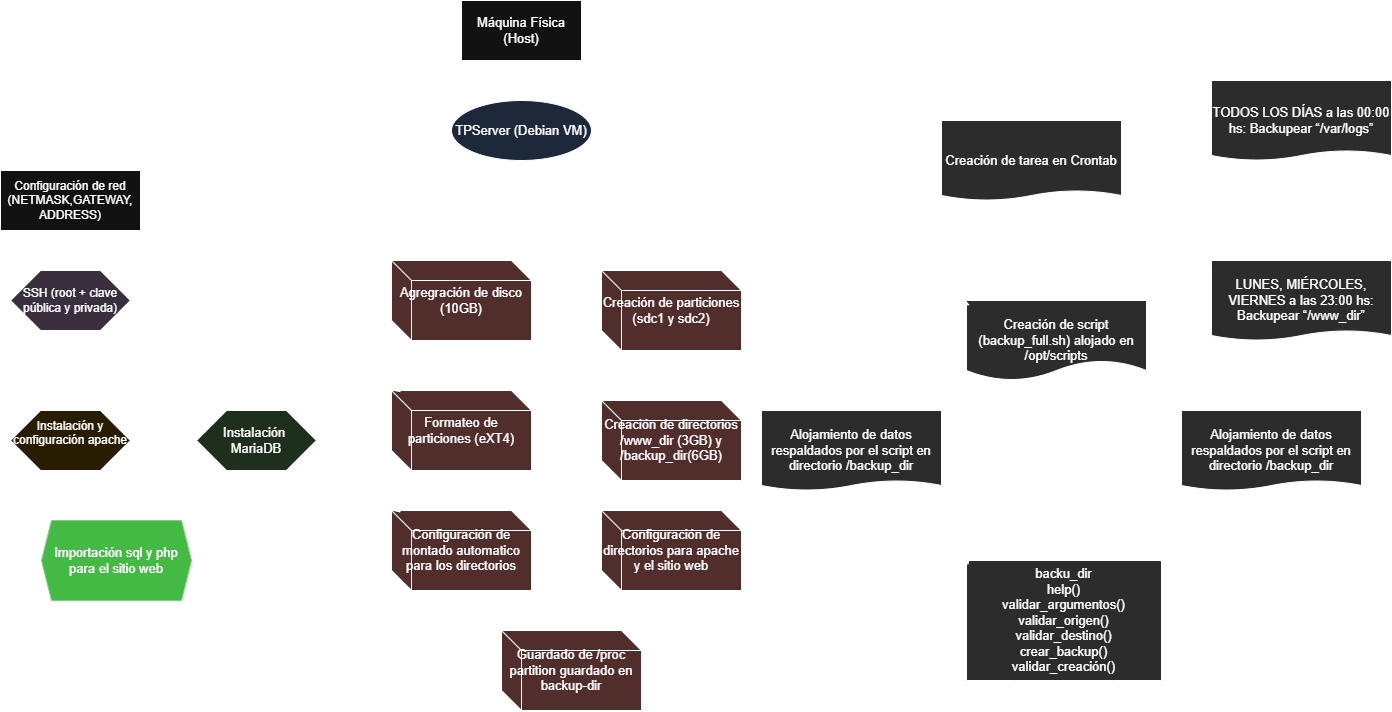 Máquina Física
(Host)
TPServer (Debian VM)
TODOS LOS DÍAS a las 00:00
hs: Backupear “/var/logs”
Creación de tarea en Crontab
Configuración de red
(NETMASK,GATEWAY,
ADDRESS)
SSH (root + clave
pública y privada)
Agregración de disco
(10GB)
Creación de particiones
(sdc1 y sdc2)
Creación de script
(backup_full.sh) alojado en
/opt/scripts
LUNES, MIÉRCOLES,
VIERNES a las 23:00 hs:
Backupear “/www_dir”
Instalación y
configuración apache
Instalación
MariaDB
Formateo de
particiones (eXT4)
Creación de directorios
/www_dir (3GB) y
/backup_dir(6GB)
Alojamiento de datos
respaldados por el script en
directorio /backup_dir
Alojamiento de datos
respaldados por el script en
directorio /backup_dir
Importación sql y php
para el sitio web
Configuración de
montado automatico
para los directorios
Configuración de
directorios para apache
y el sitio web
backu_dir
help()
validar_argumentos()
validar_origen()
validar_destino()
crear_backup()
validar_creación()
Guardado de /proc
partition guardado en
backup-dir